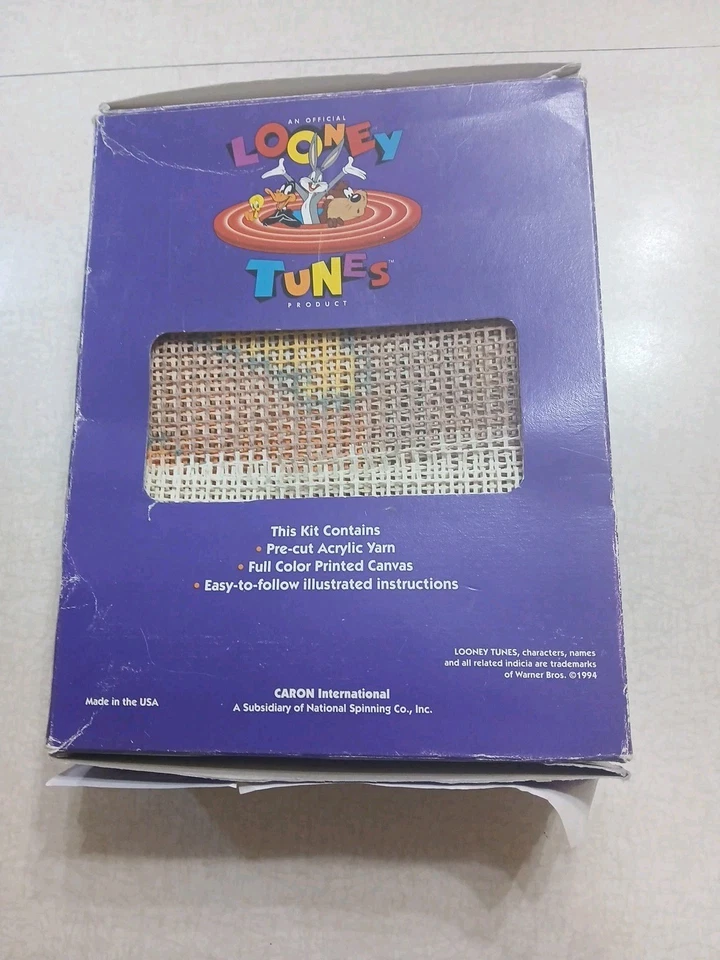 AN OFFICIAL
LOONEY
TUNES™
PRODUCT
This Kit Contains
• Pre-cut Acrylic Yarn
• Full Color Printed Canvas
• Easy-to-follow illustrated instructions
LOONEY TUNES, characters, names
and all related indicia are trademarks
of Warner Bros. ©1994
Made in the USA
CARON International
A Subsidiary of National Spinning Co., Inc.